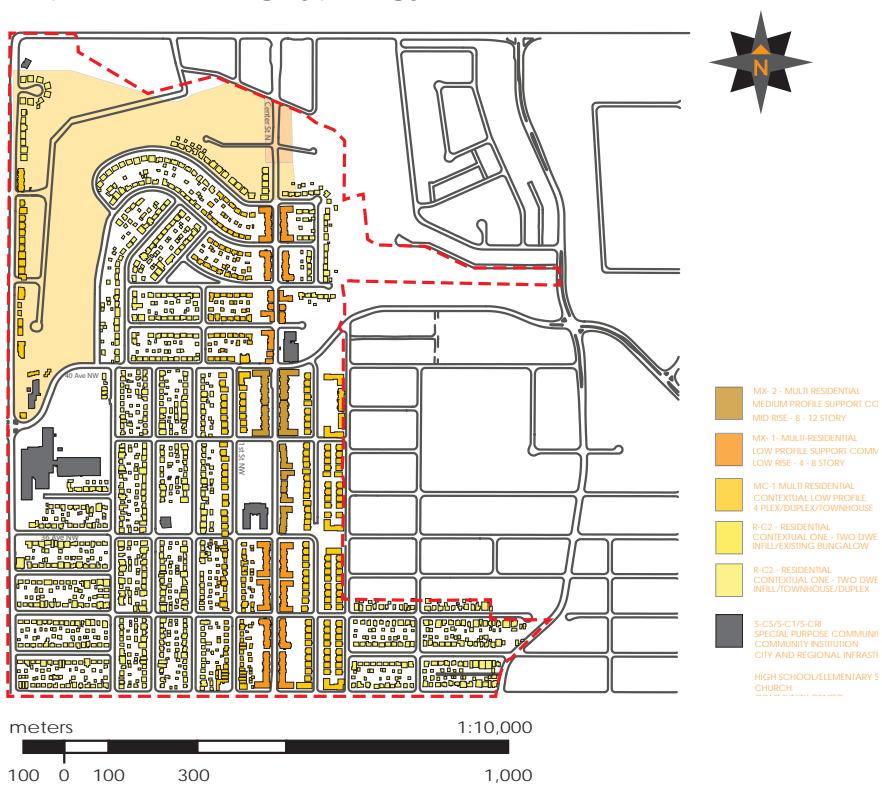 N
Center St. N
40 Ave NW
1st St. NW
36 Ave NW
MX- 2 - MULTI RESIDENTIAL
MEDIUM PROFILE SUPPORT CO
MID RISE - 8 - 12 STORY
MX- 1- MULTI-RESIDENTIAL
LOW PROFILE SUPPORT COMM
LOW RISE - 4 - 8 STORY
MC-1 MULTI RESIDENTIAL
CONTEXTUAL LOW PROFILE
4 PLEX/DUPLEX/TOWNHOUSE
R-C2 - RESIDENTIAL
CONTEXTUAL ONE - TWO DWE
INFILL/EXISTING BUNGALOW
R-C2 - RESIDENTIAL
CONTEXTUAL ONE - TWO DWE
INFILL/TOWNHOUSE/DUPLEX
S-CS/S-C1/S-CRI
SPECIAL PURPOSE COMMUNI
COMMUNITY INSTITUTION
CITY AND REGIONAL INFRAST
HIGH SCHOOL/ELEMENTARY S
CHURCH
meters 1:10,000
100 0 100 300 1,000